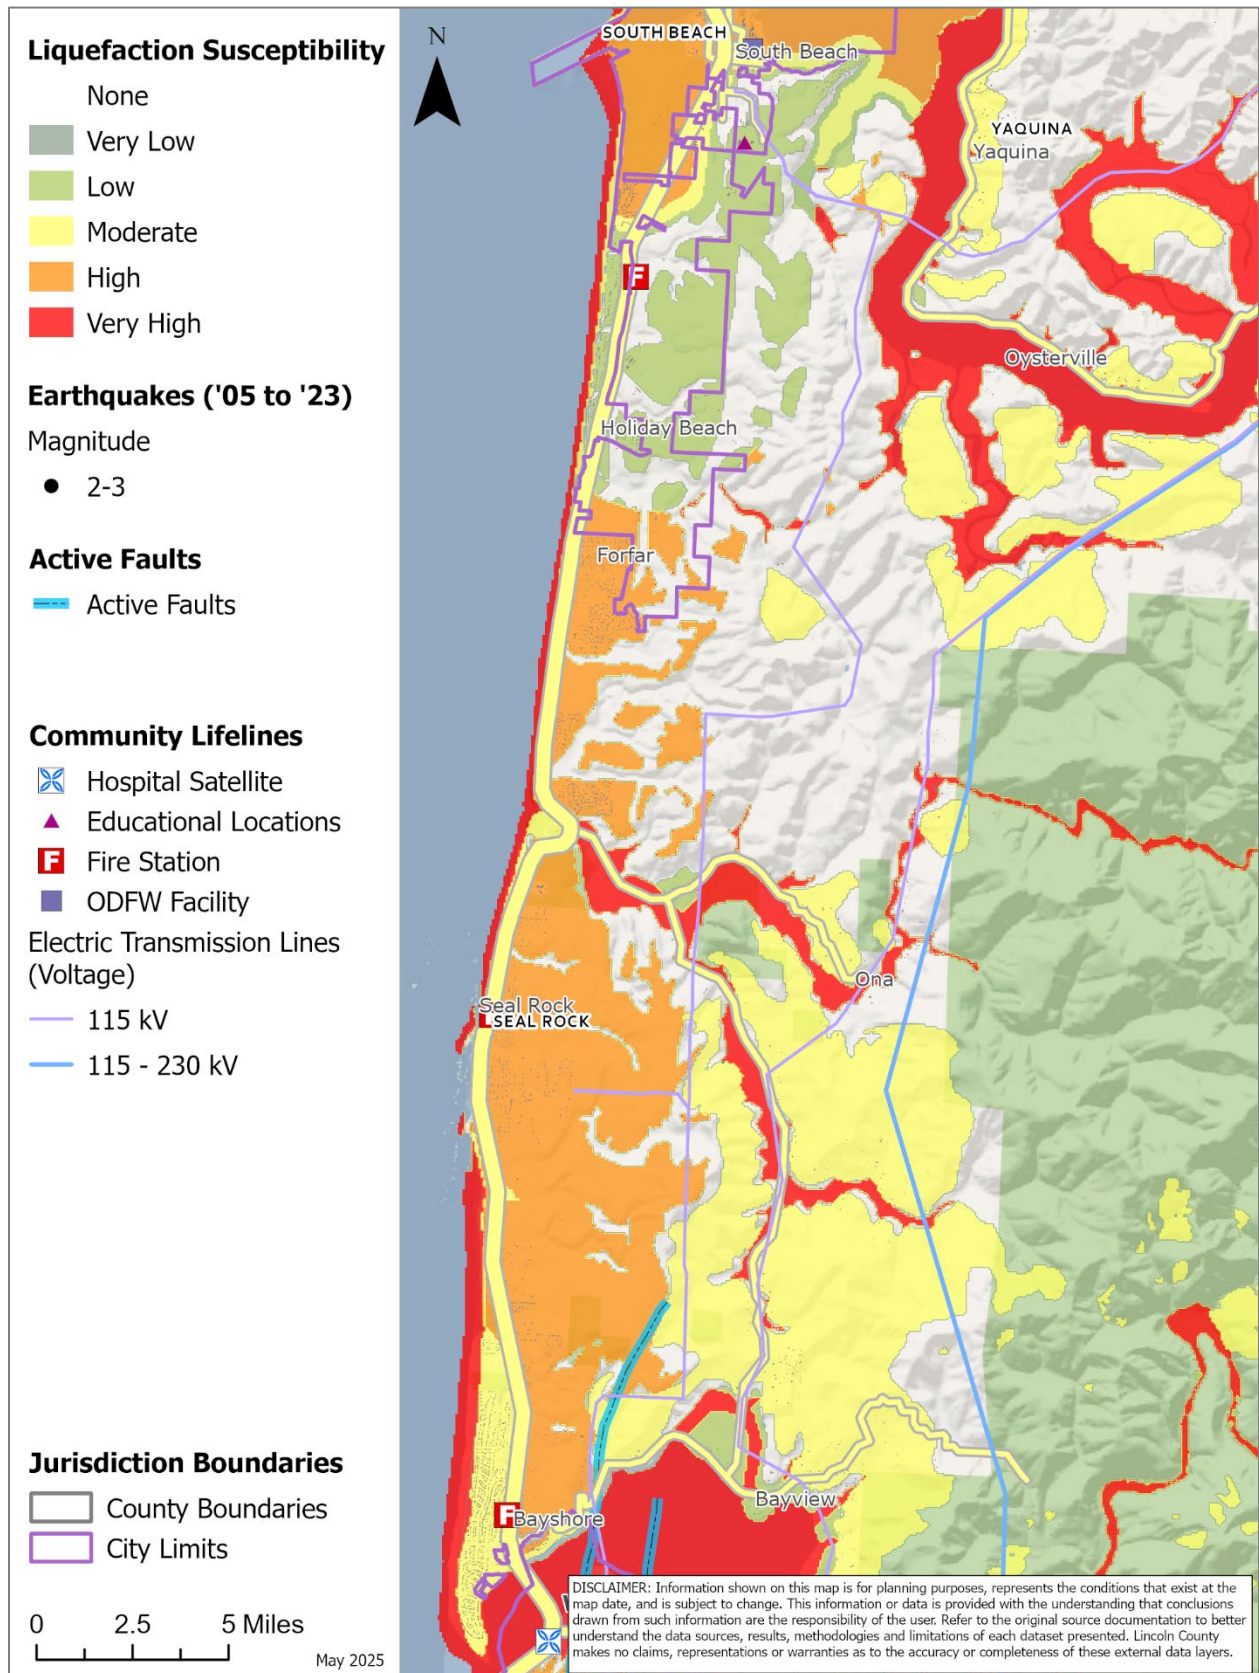 Liquefaction Susceptibility
None
Very Low
Low
Moderate
High
Very High
Earthquakes ('05 to '23)
Magnitude
2-3
Active Faults
Active Faults
Community Lifelines
Hospital Satellite
F Fire Station
Educational Locations
ODFW Facility
Electric Transmission Lines
(Voltage)
115 kV
115 - 230 kV
Jurisdiction Boundaries
County Boundaries
City Limits
0 2.5 5 Miles
May 2025
N
SOUTH BEACH
South Beach
YAQUINA
Yaquina
F
Oysterville
Holiday Beach
Forfar
Ona
Seal Rock
SEAL ROCK
Bayview
F
Bayshore
DISCLAIMER: Information shown on this map is for planning purposes, represents the conditions that exist at the
map date, and is subject to change. This information or data is provided with the understanding that conclusions
drawn from such information are the responsibility of the user. Refer to the original source documentation to better
understand the data sources, results, methodologies and limitations of each dataset presented. Lincoln County
makes no claims, representations or warranties as to the accuracy or completeness of these external data layers.